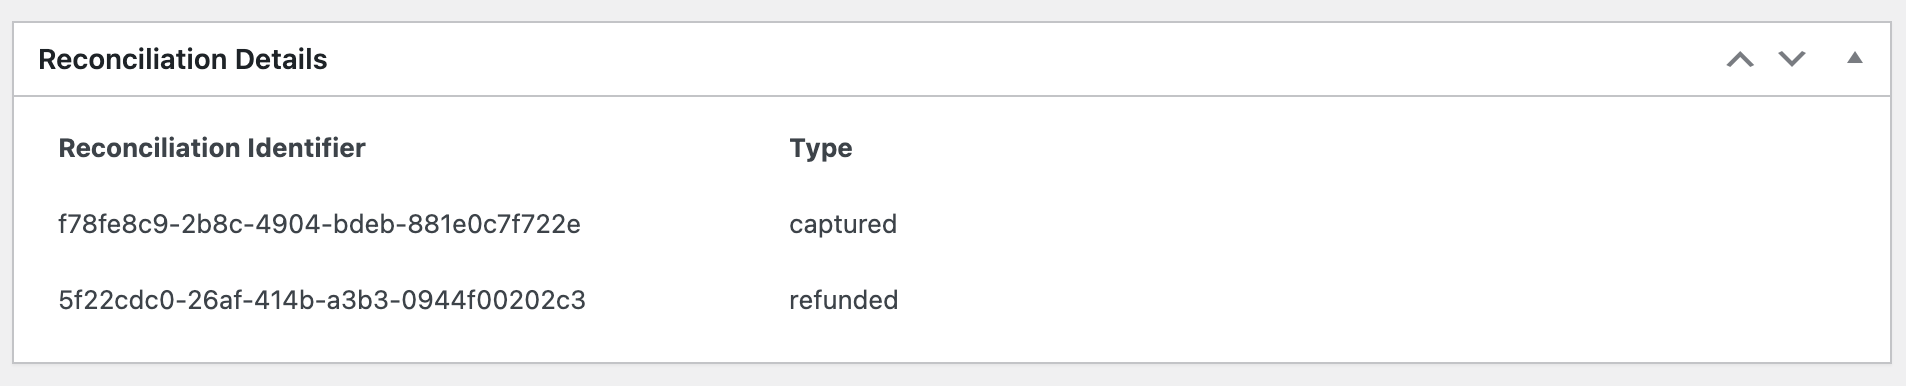 Reconciliation Details
Reconciliation Identifier Type
f78fe8c9-2b8c-4904-bdeb-881e0c7f722e captured
5f22cdc0-26af-414b-a3b3-0944f00202c3 refunded